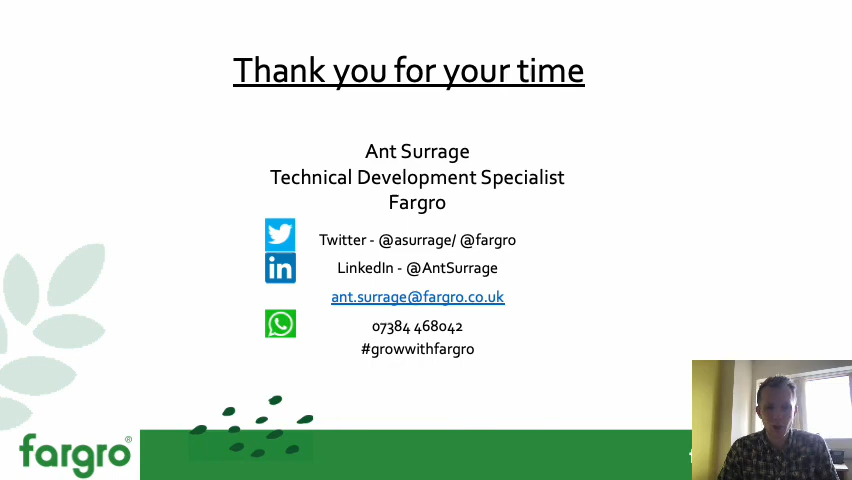 Thank you for your time
Ant Surrage
Technical Development Specialist
Fargro
Twitter - @asurrage/ @fargro
LinkedIn - @AntSurrage
ant.surrage@fargro.co.uk
07384 468042
#growwithfargro
fargro®